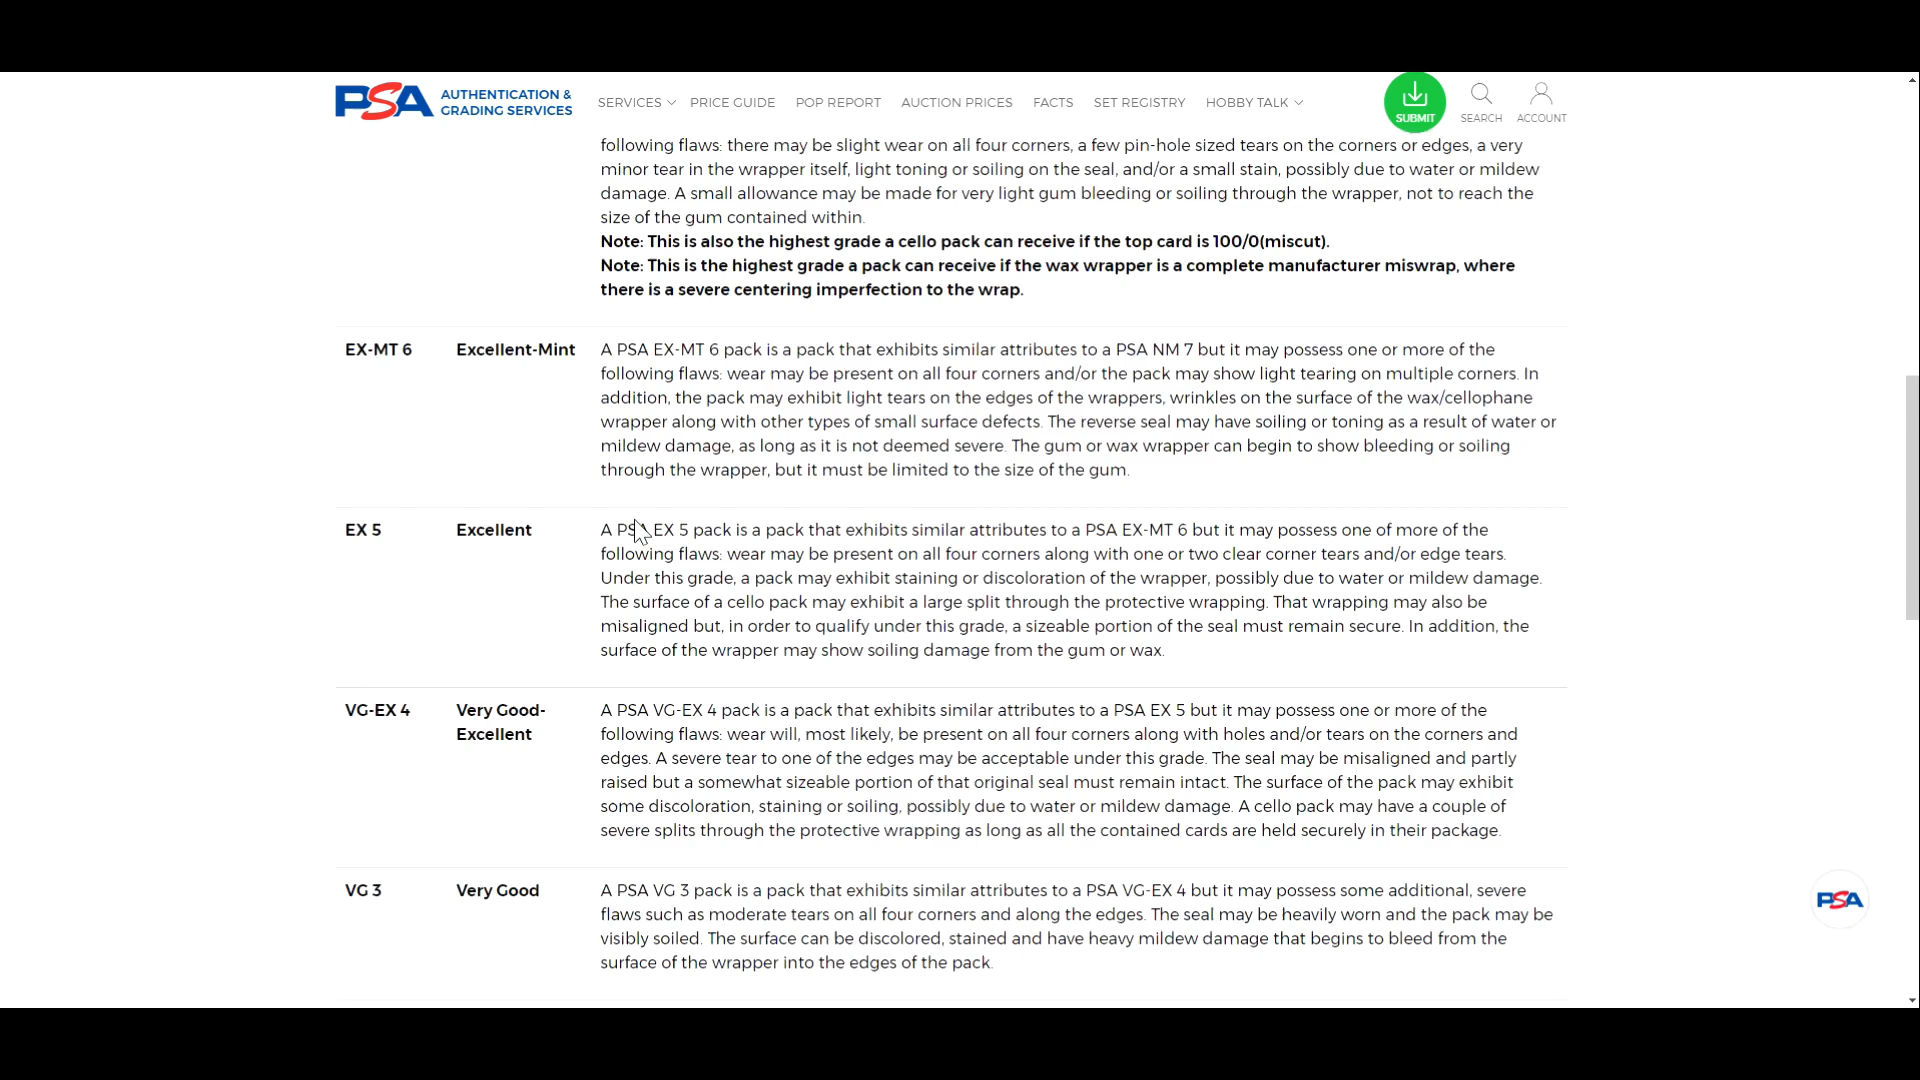 PSA AUTHENTICATION &
GRADING SERVICES
SERVICES PRICE GUIDE POP REPORT AUCTION PRICES FACTS SET REGISTRY HOBBY TALK
SUBMIT SEARCH ACCOUNT
following flaws: there may be slight wear on all four corners, a few pin-hole sized tears on the corners or edges, a very
minor tear in the wrapper itself, light toning or soiling on the seal, and/or a small stain, possibly due to water or mildew
damage. A small allowance may be made for very light gum bleeding or soiling through the wrapper, not to reach the
size of the gum contained within.
Note: This is also the highest grade a cello pack can receive if the top card is 100/0(miscut).
Note: This is the highest grade a pack can receive if the wax wrapper is a complete manufacturer miswrap, where
there is a severe centering imperfection to the wrap.
EX-MT 6 Excellent-Mint A PSA EX-MT 6 pack is a pack that exhibits similar attributes to a PSA NM 7 but it may possess one or more of the
following flaws: wear may be present on all four corners and/or the pack may show light tearing on multiple corners. In
addition, the pack may exhibit light tears on the edges of the wrappers, wrinkles on the surface of the wax/cellophane
wrapper along with other types of small surface defects. The reverse seal may have soiling or toning as a result of water or
mildew damage, as long as it is not deemed severe. The gum or wax wrapper can begin to show bleeding or soiling
through the wrapper, but it must be limited to the size of the gum.
EX 5 Excellent A PSA EX 5 pack is a pack that exhibits similar attributes to a PSA EX-MT 6 but it may possess one of more of the
following flaws: wear may be present on all four corners along with one or two clear corner tears and/or edge tears.
Under this grade, a pack may exhibit staining or discoloration of the wrapper, possibly due to water or mildew damage.
The surface of a cello pack may exhibit a large split through the protective wrapping. That wrapping may also be
misaligned but, in order to qualify under this grade, a sizeable portion of the seal must remain secure. In addition, the
surface of the wrapper may show soiling damage from the gum or wax.
VG-EX 4 Very Good- A PSA VG-EX 4 pack is a pack that exhibits similar attributes to a PSA EX 5 but it may possess one or more of the
Excellent following flaws: wear will, most likely, be present on all four corners along with holes and/or tears on the corners and
edges. A severe tear to one of the edges may be acceptable under this grade. The seal may be misaligned and partly
raised but a somewhat sizeable portion of that original seal must remain intact. The surface of the pack may exhibit
some discoloration, staining or soiling, possibly due to water or mildew damage. A cello pack may have a couple of
severe splits through the protective wrapping as long as all the contained cards are held securely in their package.
VG 3 Very Good A PSA VG 3 pack is a pack that exhibits similar attributes to a PSA VG-EX 4 but it may possess some additional, severe
flaws such as moderate tears on all four corners and along the edges. The seal may be heavily worn and the pack may be
visibly soiled. The surface can be discolored, stained and have heavy mildew damage that begins to bleed from the
surface of the wrapper into the edges of the pack.
PSA